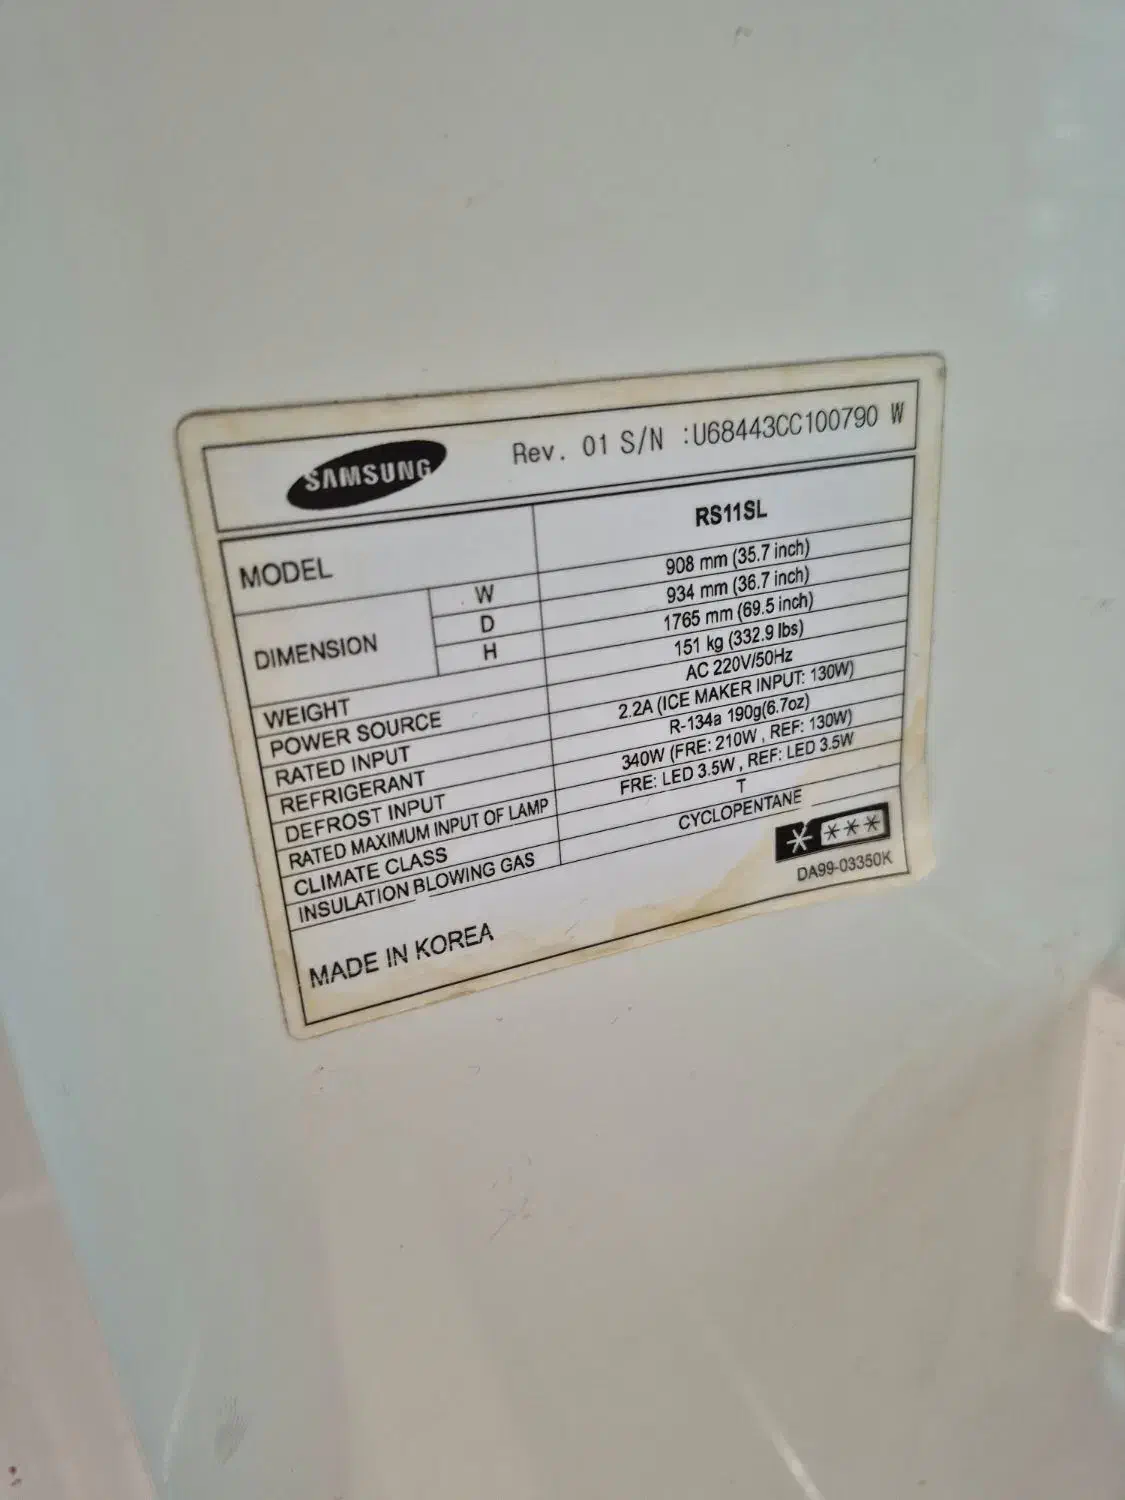 SAMSUNG Rev. 01 S/N :U68443CC100790 W
MODEL RS11SL
DIMENSION W 908 mm (35.7 inch)
D 934 mm (36.7 inch)
H 1765 mm (69.5 inch)
WEIGHT 151 kg (332.9 lbs)
POWER SOURCE AC 220V/50Hz
RATED INPUT 2.2A (ICE MAKER INPUT: 130W)
REFRIGERANT R-134a 190g(6.7oz)
DEFROST INPUT 340W (FRE: 210W , REF: 130W)
RATED MAXIMUM INPUT OF LAMP FRE: LED 3.5W , REF: LED 3.5W
CLIMATE CLASS T
INSULATION BLOWING GAS CYCLOPENTANE
MADE IN KOREA DA99-03350K